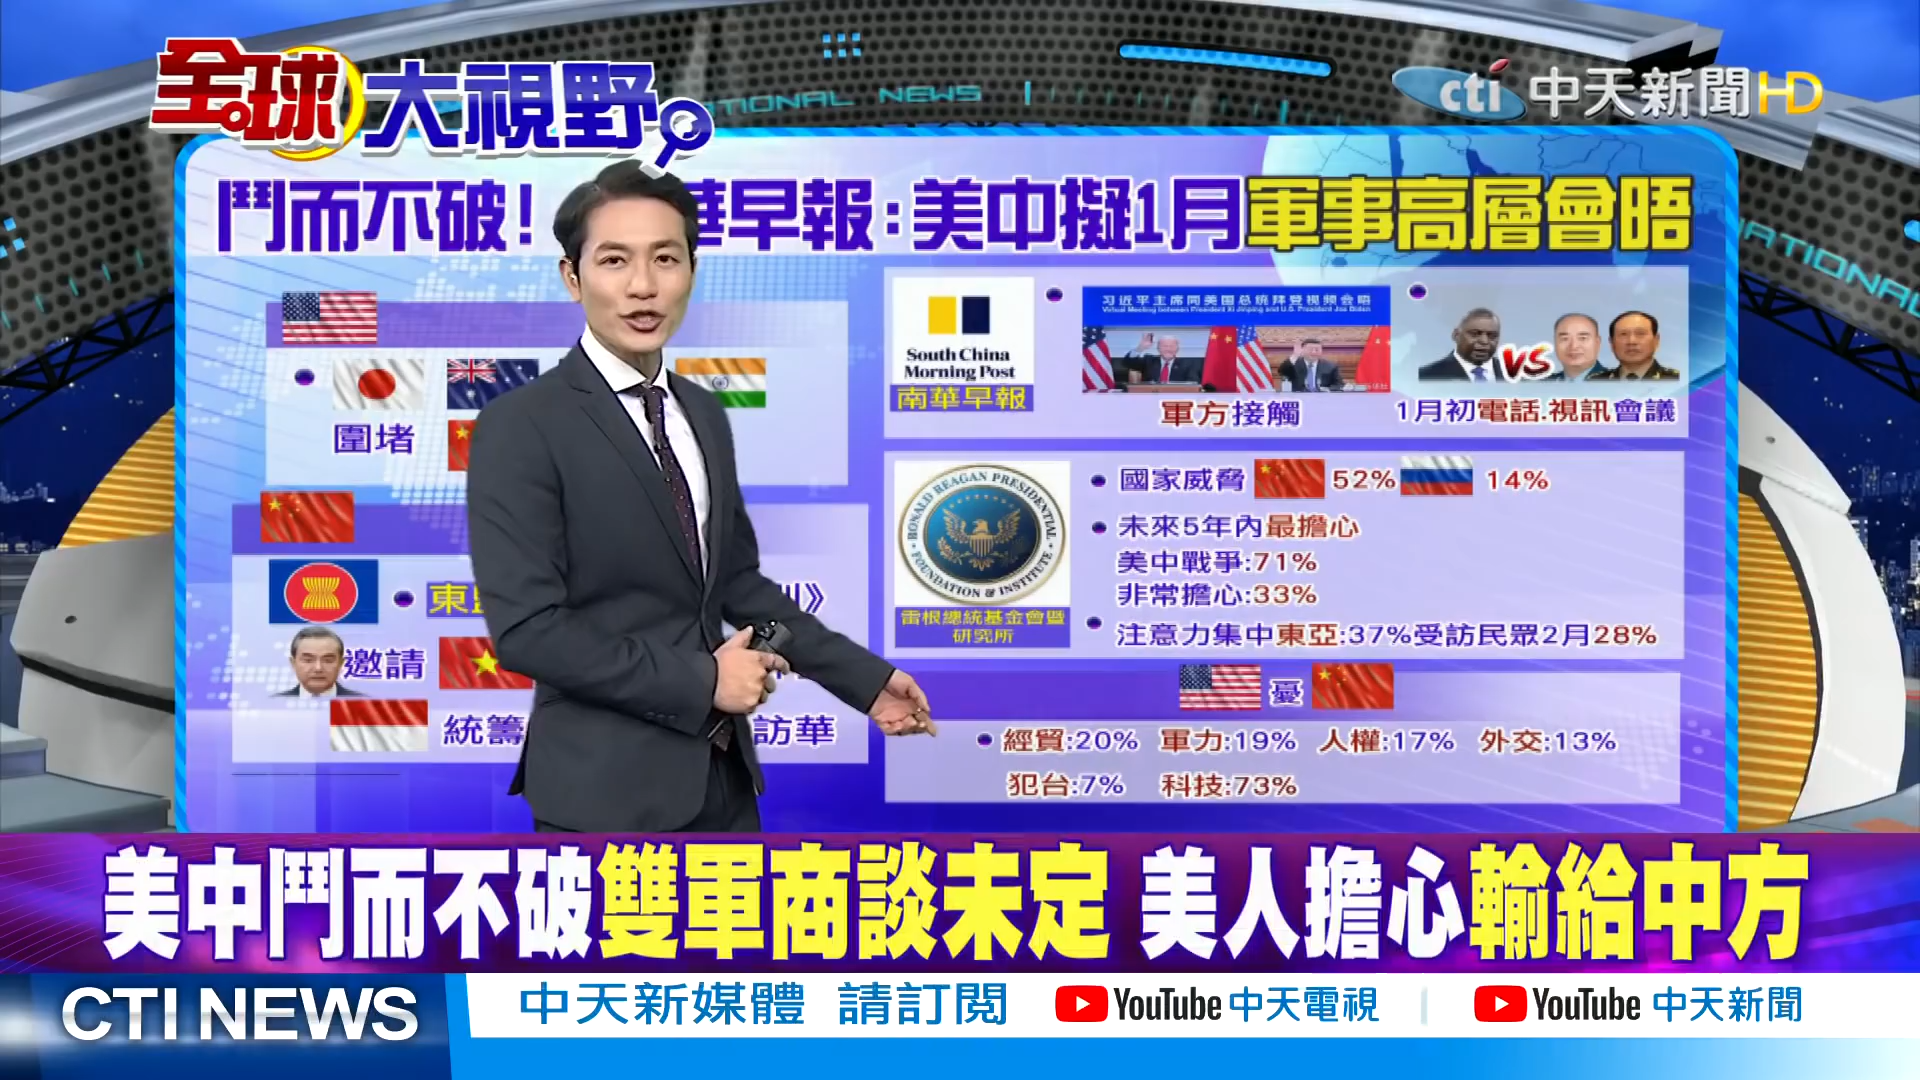 全球大視野
NATIONAL NEWS
cti 中天新聞HD
鬥而不破! 華早報:美中擬1月軍事高層會晤
NATIONAL
圍堵
東
訓》
邀請
統籌
訪華
South China
Morning Post
南華早報
习近平主席同美国总统拜登视频会晤
Virtual Meeting between President Xi Jinping and U.S. President Joe Biden
軍方接觸
VS
1月初電話.視訊會議
RONALD REAGAN PRESIDENTIAL
FOUNDATION & INSTITUTE
雷根總統基金會暨
研究所
國家威脅 52% 14%
未來5年內最擔心
美中戰爭:71%
非常擔心:33%
注意力集中東亞:37%受訪民眾2月28%
憂
經貿:20% 軍力:19% 人權:17% 外交:13%
犯台:7% 科技:73%
美中鬥而不破雙軍商談未定 美人擔心輸給中方
CTI NEWS
中天新媒體 請訂閱 YouTube 中天電視 YouTube 中天新聞